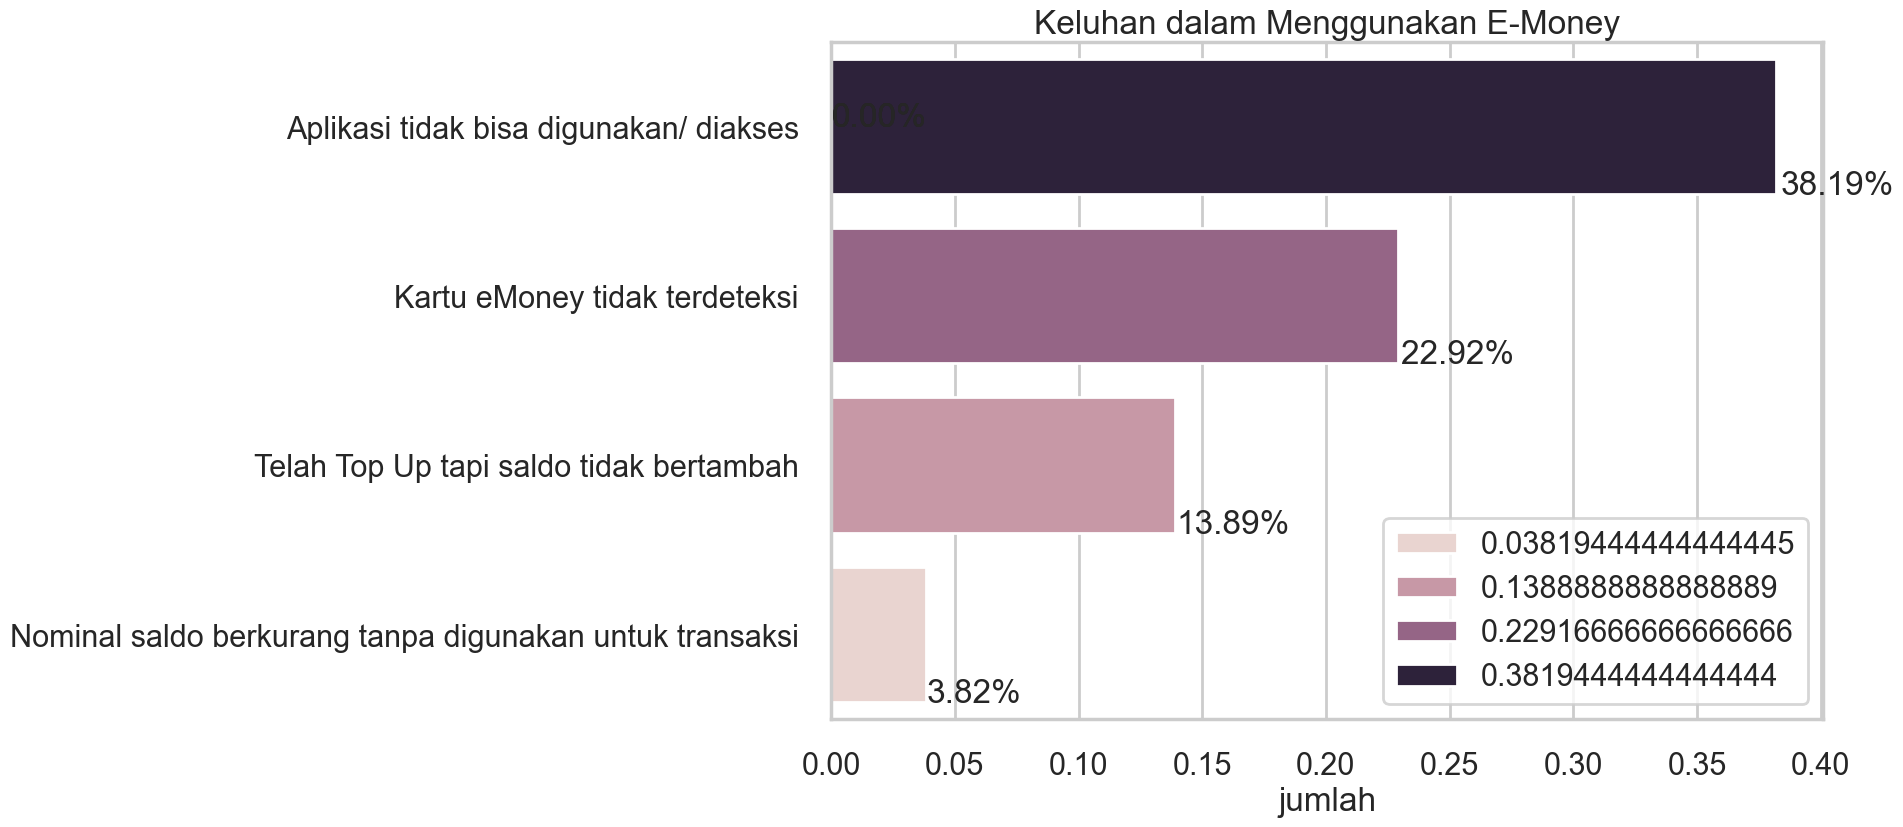 Keluhan dalam Menggunakan E-Money
Aplikasi tidak bisa digunakan/ diakses
0.00%
38.19%
Kartu eMoney tidak terdeteksi
22.92%
Telah Top Up tapi saldo tidak bertambah
13.89%
Nominal saldo berkurang tanpa digunakan untuk transaksi
3.82%
0.03819444444444445
0.1388888888888889
0.22916666666666666
0.3819444444444444
0.00 0.05 0.10 0.15 0.20 0.25 0.30 0.35 0.40
jumlah